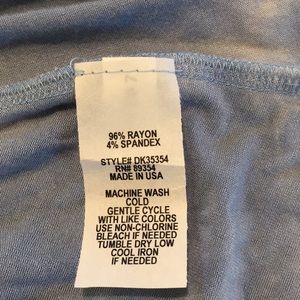 96% RAYON
4% SPANDEX
STYLE# DK35354
RN# 89354
MADE IN USA
MACHINE WASH
COLD
GENTLE CYCLE
WITH LIKE COLORS
USE NON-CHLORINE
BLEACH IF NEEDED
TUMBLE DRY LOW
COOL IRON
IF NEEDED